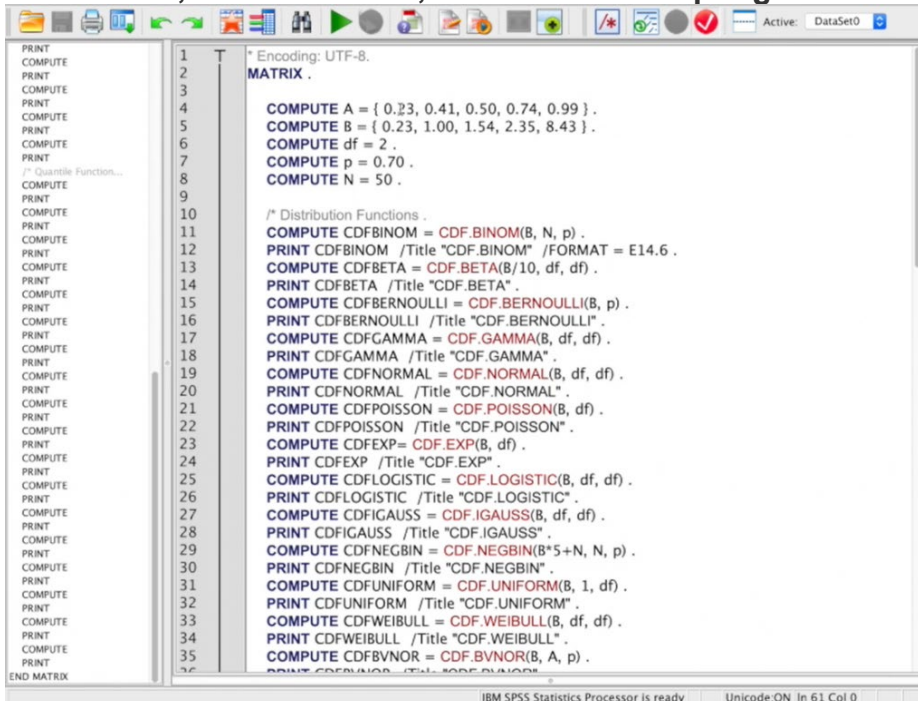 Active: DataSet0
PRINT
COMPUTE
PRINT
COMPUTE
PRINT
COMPUTE
PRINT
COMPUTE
PRINT
/* Quantile Function...
COMPUTE
PRINT
COMPUTE
PRINT
COMPUTE
PRINT
COMPUTE
PRINT
COMPUTE
PRINT
COMPUTE
PRINT
COMPUTE
PRINT
COMPUTE
PRINT
COMPUTE
PRINT
COMPUTE
PRINT
COMPUTE
PRINT
COMPUTE
PRINT
COMPUTE
PRINT
COMPUTE
PRINT
COMPUTE
PRINT
COMPUTE
PRINT
COMPUTE
PRINT
COMPUTE
PRINT
END MATRIX
1 * Encoding: UTF-8.
2 MATRIX .
3
4 COMPUTE A = { 0.23, 0.41, 0.50, 0.74, 0.99 } .
5 COMPUTE B = { 0.23, 1.00, 1.54, 2.35, 8.43 } .
6 COMPUTE df = 2 .
7 COMPUTE p = 0.70 .
8 COMPUTE N = 50 .
9
10 /* Distribution Functions .
11 COMPUTE CDFBINOM = CDF.BINOM(B, N, p) .
12 PRINT CDFBINOM /Title "CDF.BINOM" /FORMAT = E14.6 .
13 COMPUTE CDFBETA = CDF.BETA(B/10, df, df) .
14 PRINT CDFBETA /Title "CDF.BETA" .
15 COMPUTE CDFBERNOULLI = CDF.BERNOULLI(B, p) .
16 PRINT CDFBERNOULLI /Title "CDF.BERNOULLI" .
17 COMPUTE CDFGAMMA = CDF.GAMMA(B, df, df) .
18 PRINT CDFGAMMA /Title "CDF.GAMMA" .
19 COMPUTE CDFNORMAL = CDF.NORMAL(B, df, df) .
20 PRINT CDFNORMAL /Title "CDF.NORMAL" .
21 COMPUTE CDFPOISSON = CDF.POISSON(B, df) .
22 PRINT CDFPOISSON /Title "CDF.POISSON" .
23 COMPUTE CDFEXP= CDF.EXP(B, df) .
24 PRINT CDFEXP /Title "CDF.EXP" .
25 COMPUTE CDFLOGISTIC = CDF.LOGISTIC(B, df, df) .
26 PRINT CDFLOGISTIC /Title "CDF.LOGISTIC" .
27 COMPUTE CDFIGAUSS = CDF.IGAUSS(B, df, df) .
28 PRINT CDFIGAUSS /Title "CDF.IGAUSS" .
29 COMPUTE CDFNEGBIN = CDF.NEGBIN(B*5+N, N, p) .
30 PRINT CDFNEGBIN /Title "CDF.NEGBIN" .
31 COMPUTE CDFUNIFORM = CDF.UNIFORM(B, 1, df) .
32 PRINT CDFUNIFORM /Title "CDF.UNIFORM" .
33 COMPUTE CDFWEIBULL = CDF.WEIBULL(B, df, df) .
34 PRINT CDFWEIBULL /Title "CDF.WEIBULL" .
35 COMPUTE CDFBVNOR = CDF.BVNOR(B, A, p) .
IBM SPSS Statistics Processor is ready Unicode:ON In 61 Col 0